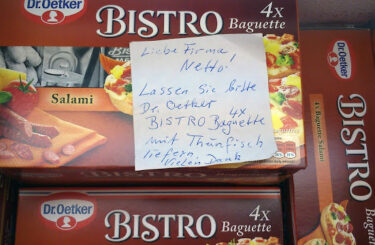 Dr.Oetker
BISTRO 4x
Baguette
Salami
Liebe Firma
Netto!
Lassen Sie bitte
Dr. Oetker 4x
BISTRO Baguette
mit Thunfisch
liefern.
Vielen Dank
Dr.Oetker
BISTRO 4x
Baguette
Dr.Oetker
4x Baguette Salami
BISTRO